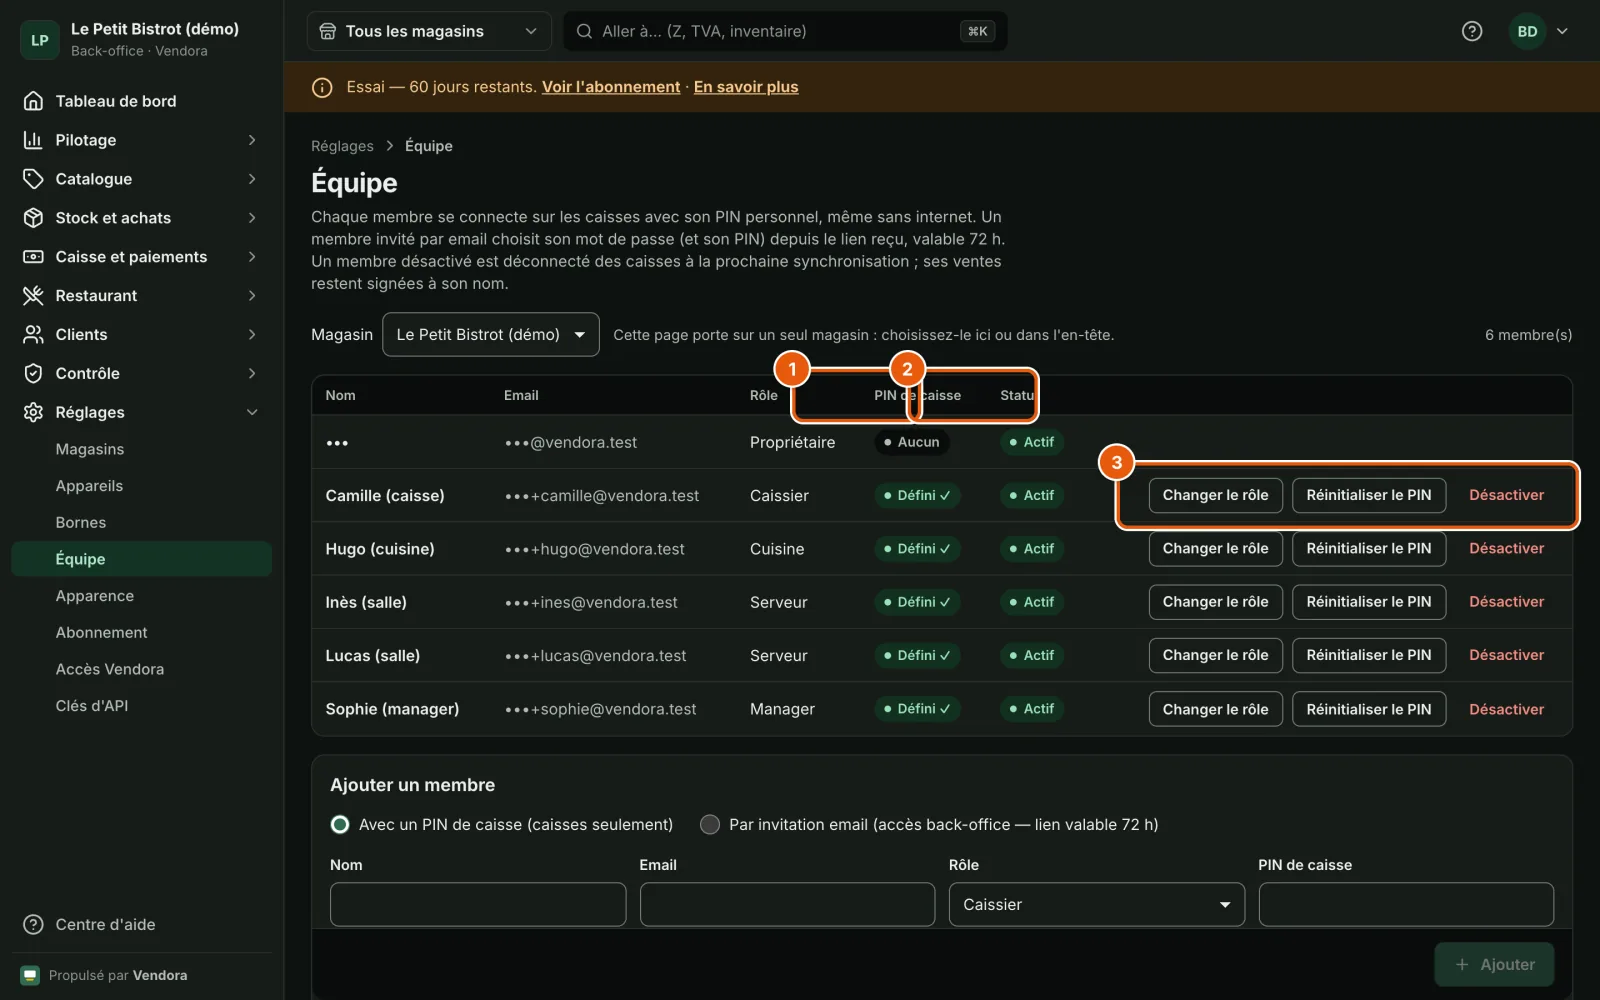 LP
Le Petit Bistrot (démo)
Back-office · Vendora
Tous les magasins
Aller à... (Z, TVA, inventaire)
⌘K
BD
Essai — 60 jours restants. Voir l'abonnement · En savoir plus
Tableau de bord
Pilotage
Catalogue
Stock et achats
Caisse et paiements
Restaurant
Clients
Contrôle
Réglages
Magasins
Appareils
Bornes
Équipe
Apparence
Abonnement
Accès Vendora
Clés d'API
Centre d'aide
Propulsé par Vendora
Réglages > Équipe
Équipe
Chaque membre se connecte sur les caisses avec son PIN personnel, même sans internet. Un
membre invité par email choisit son mot de passe (et son PIN) depuis le lien reçu, valable 72 h.
Un membre désactivé est déconnecté des caisses à la prochaine synchronisation ; ses ventes
restent signées à son nom.
Magasin Le Petit Bistrot (démo) Cette page porte sur un seul magasin : choisissez-le ici ou dans l'en-tête. 6 membre(s)
1 2
Nom Email Rôle PIN de caisse Statu
••• •••@vendora.test Propriétaire Aucun Actif
3
Camille (caisse) •••+camille@vendora.test Caissier Défini ✓ Actif Changer le rôle Réinitialiser le PIN Désactiver
Hugo (cuisine) •••+hugo@vendora.test Cuisine Défini ✓ Actif Changer le rôle Réinitialiser le PIN Désactiver
Inès (salle) •••+ines@vendora.test Serveur Défini ✓ Actif Changer le rôle Réinitialiser le PIN Désactiver
Lucas (salle) •••+lucas@vendora.test Serveur Défini ✓ Actif Changer le rôle Réinitialiser le PIN Désactiver
Sophie (manager) •••+sophie@vendora.test Manager Défini ✓ Actif Changer le rôle Réinitialiser le PIN Désactiver
Ajouter un membre
Avec un PIN de caisse (caisses seulement) Par invitation email (accès back-office — lien valable 72 h)
Nom Email Rôle PIN de caisse
Caissier
+ Ajouter